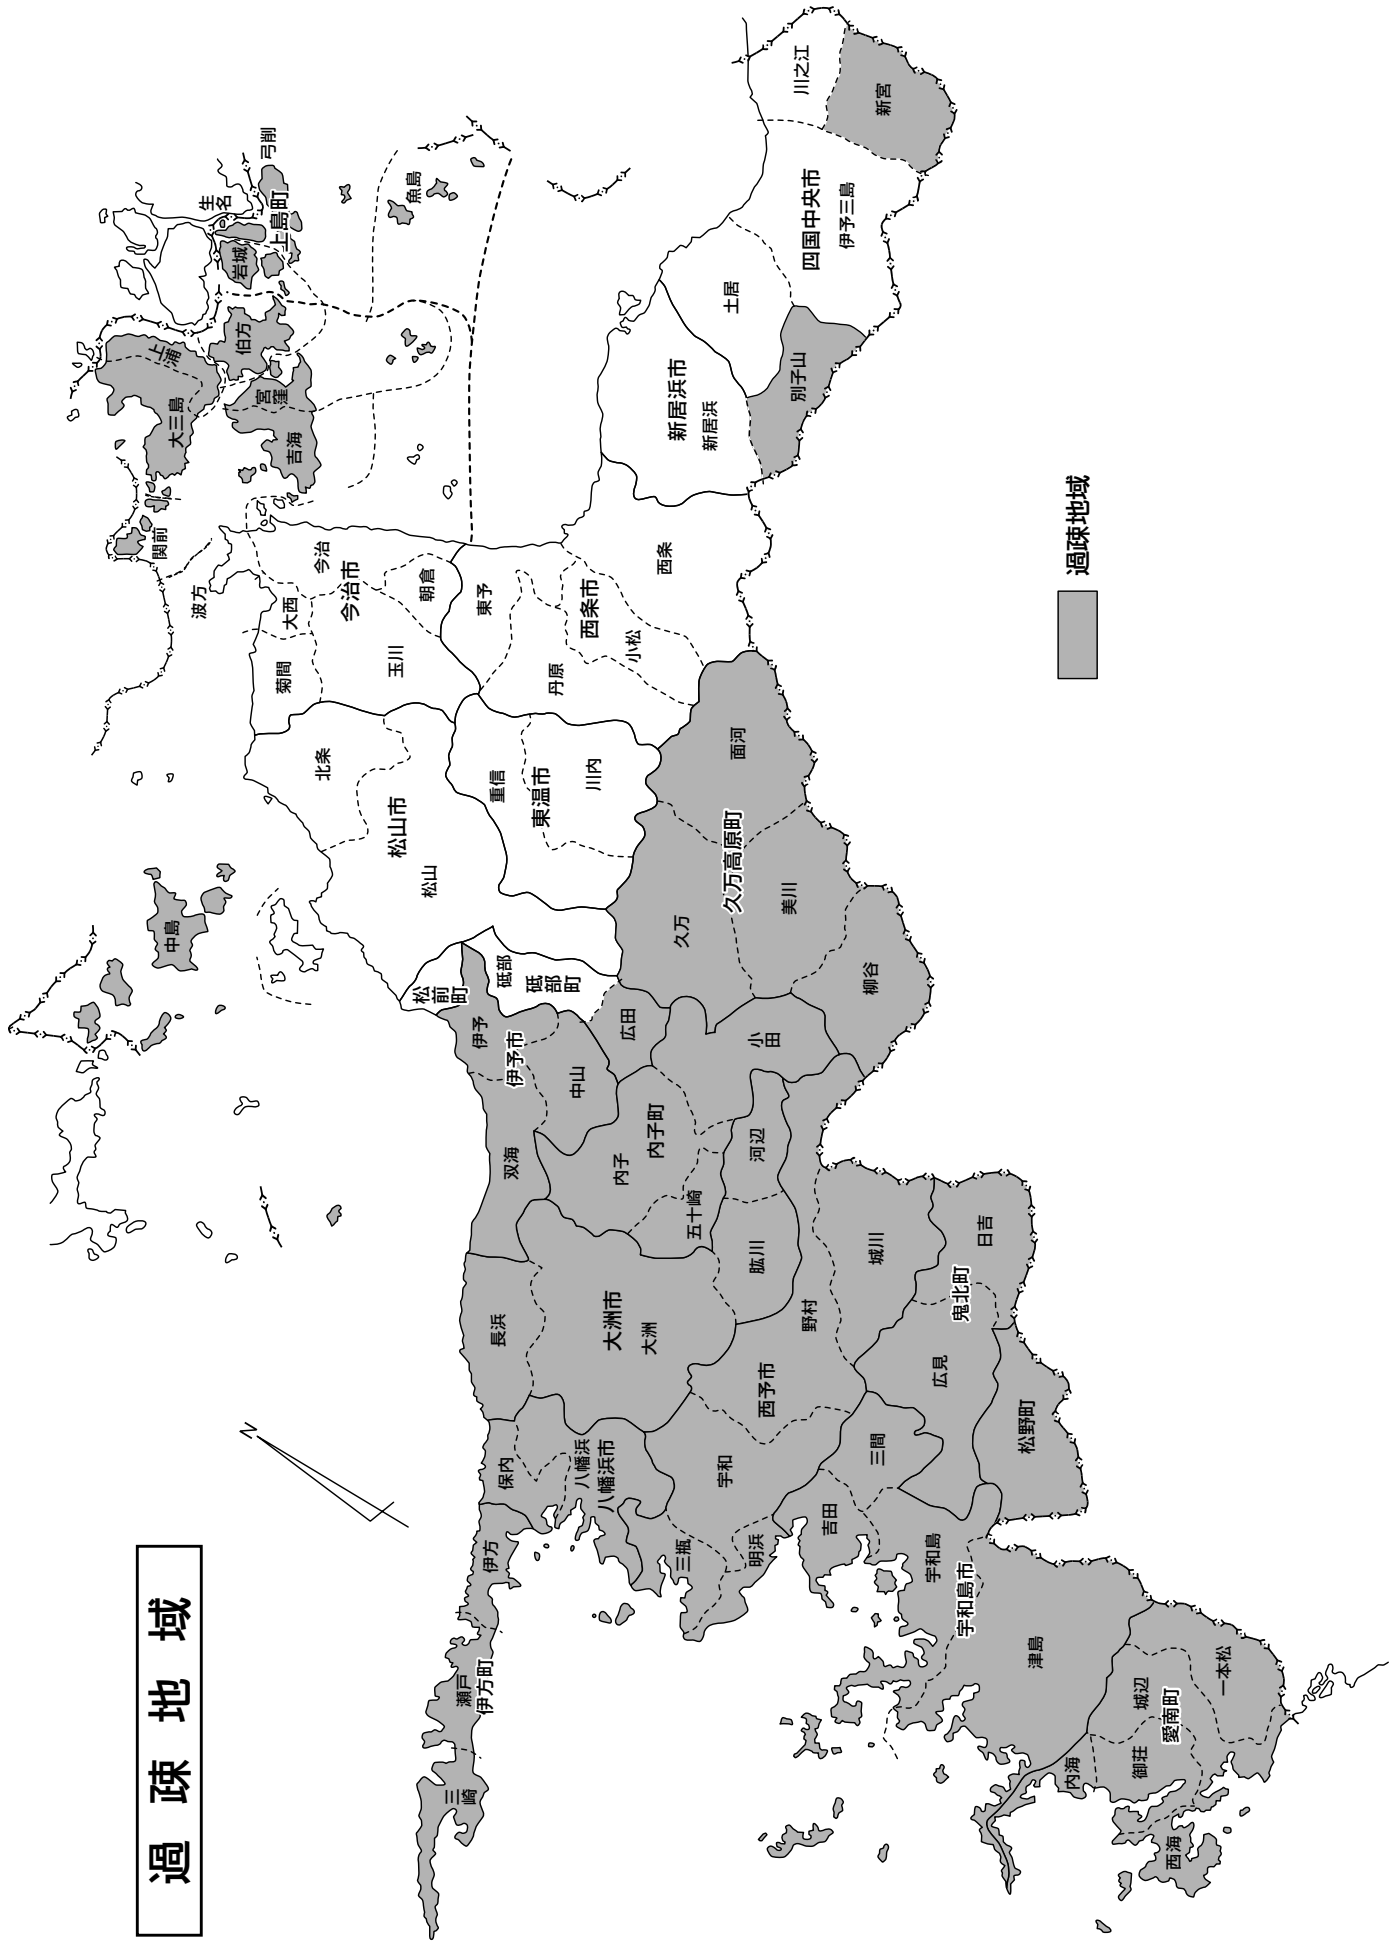 過疎地域
過疎地域
N
川之江
新宮
四国中央市
伊予三島
土居
別子山
新居浜市
新居浜
弓削
生名
上島町
岩城
魚島
伯方
上浦
大三島
宮窪
吉海
関前
波方
今治
今治市
大西
菊間
朝倉
玉川
東予
西条
西条市
小松
丹原
北条
松山市
松山
中島
重信
東温市
川内
面河
久万高原町
久万
美川
柳谷
松前町
砥部
砥部町
広田
伊予
伊予市
中山
双海
小田
内子町
内子
五十崎
河辺
肱川
大洲市
大洲
長浜
城川
野村
西予市
宇和
三瓶
明浜
日吉
鬼北町
広見
松野町
三間
吉田
宇和島
宇和島市
津島
保内
八幡浜
八幡浜市
伊方
瀬戸
伊方町
三崎
内海
御荘
城辺
愛南町
一本松
西海